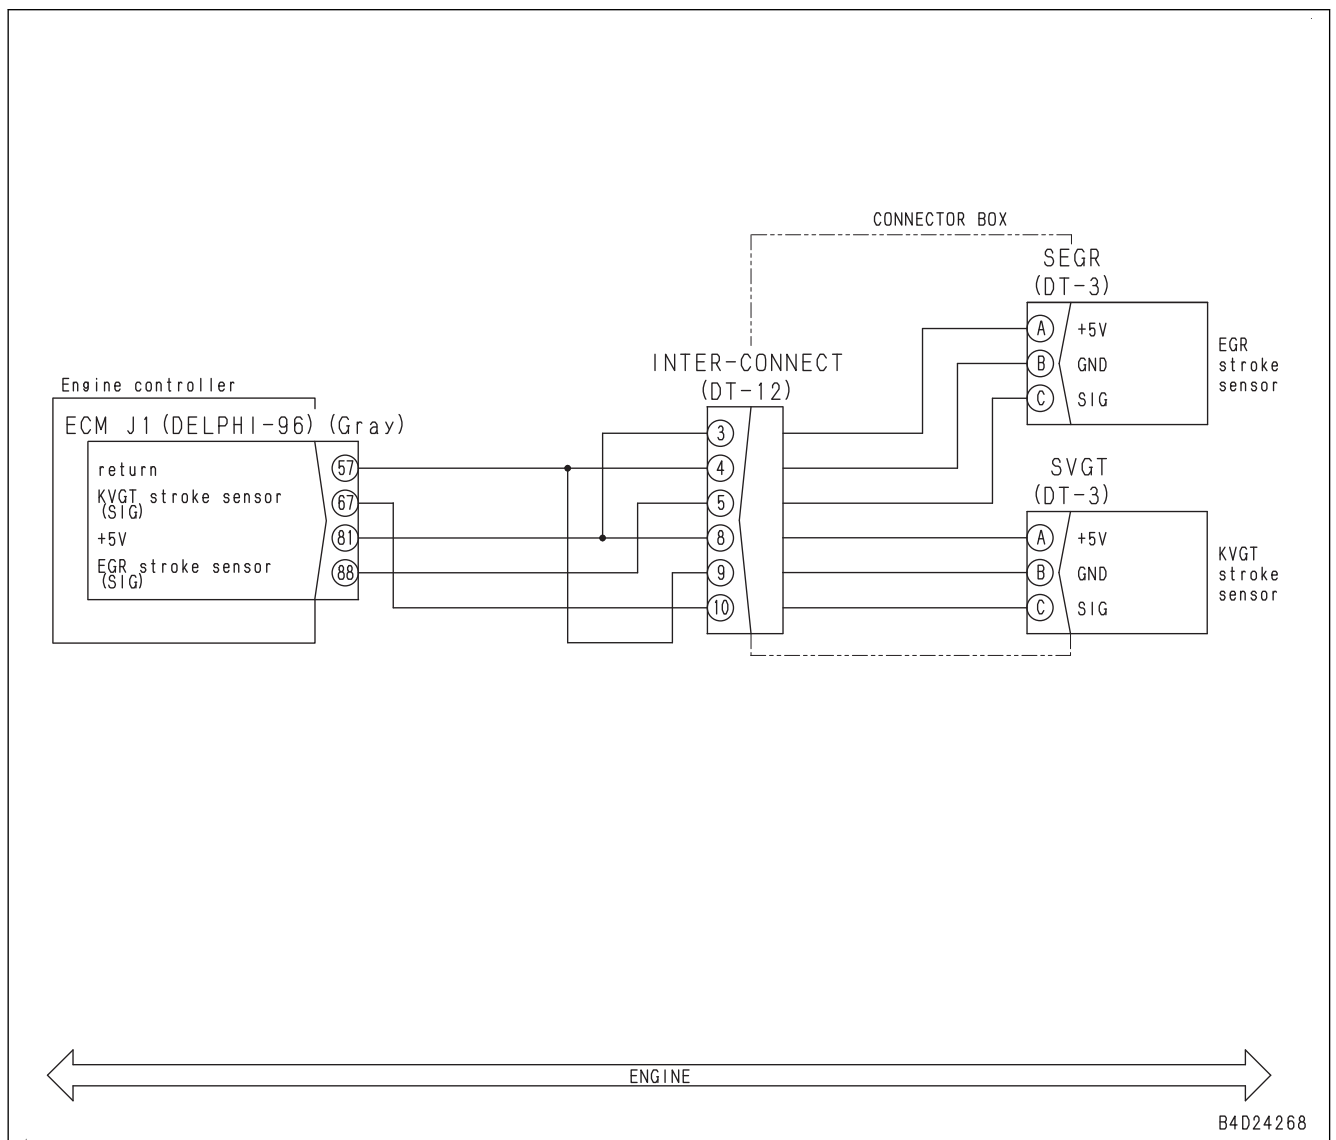 CONNECTOR BOX
SEGR
(DT-3)
A +5V
B GND
C SIG
EGR
stroke
sensor
INTER-CONNECT
(DT-12)
3
4
5
8
9
10
SVGT
(DT-3)
A +5V
B GND
C SIG
KVGT
stroke
sensor
Engine controller
ECM J1(DELPHI-96)(Gray)
return 57
KVGT stroke sensor 67
(SIG)
+5V 81
EGR stroke sensor 88
(SIG)
ENGINE
B4D24268